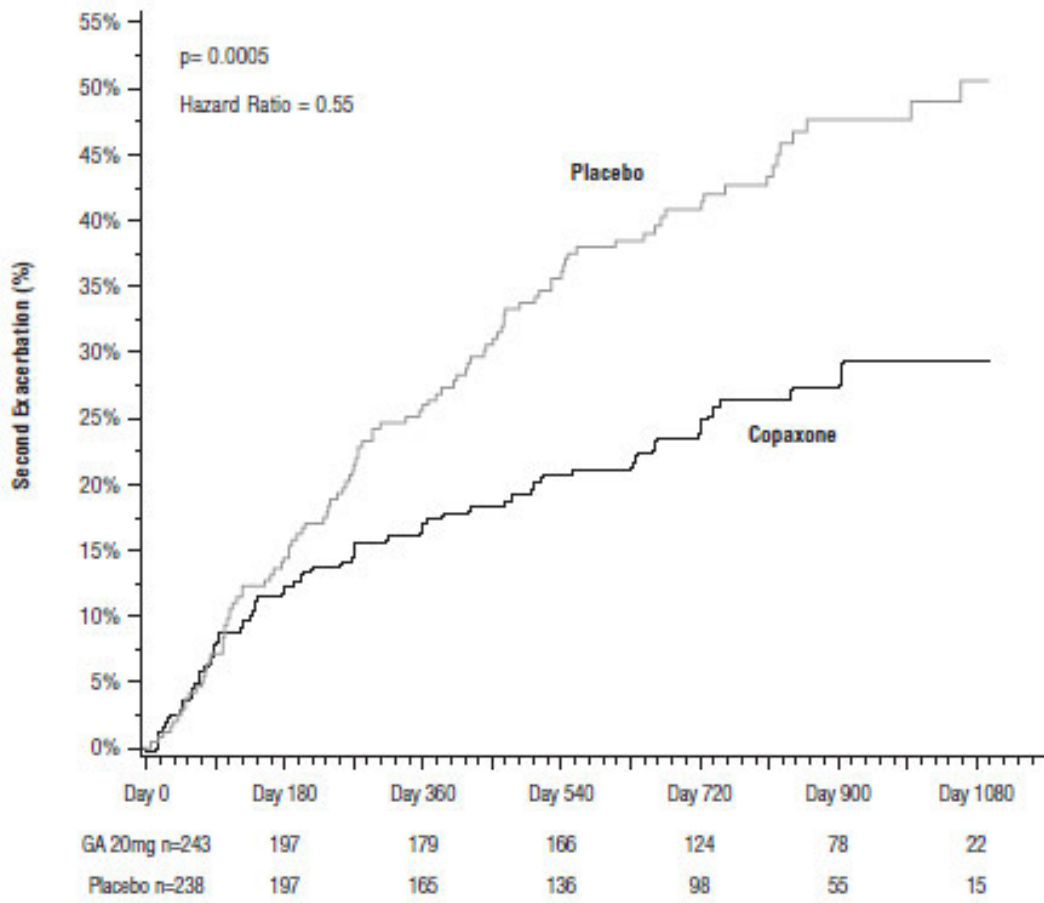 55%
p= 0.0005
50%
Hazard Ratio = 0.55
45%
Placebo
40%
35%
Second Exacerbation (%)
30%
25%
Copaxone
20%
15%
10%
5%
0%
Day 0 Day 180 Day 360 Day 540 Day 720 Day 900 Day 1080
GA 20mg n=243 197 179 166 124 78 22
Placebo n=238 197 165 136 98 55 15